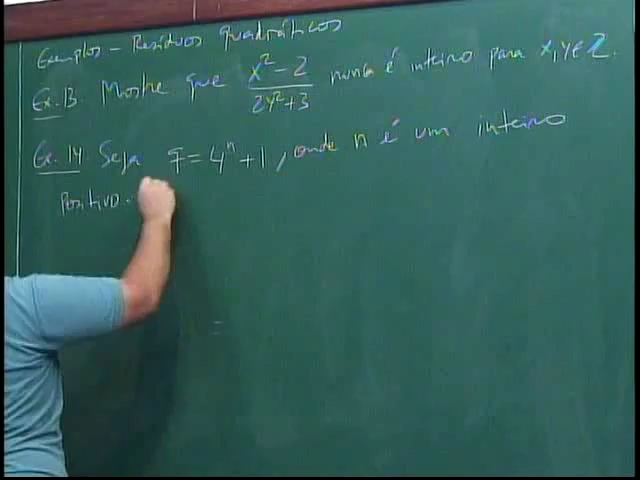 Exemplos - Resíduos quadráticos
Ex. 13. Mostre que (x² - 2)/(2y² + 3) nunca é inteiro para x, y ∈ Z.
Ex. 14. Seja q = 4ⁿ + 1, onde n é um inteiro
positivo.